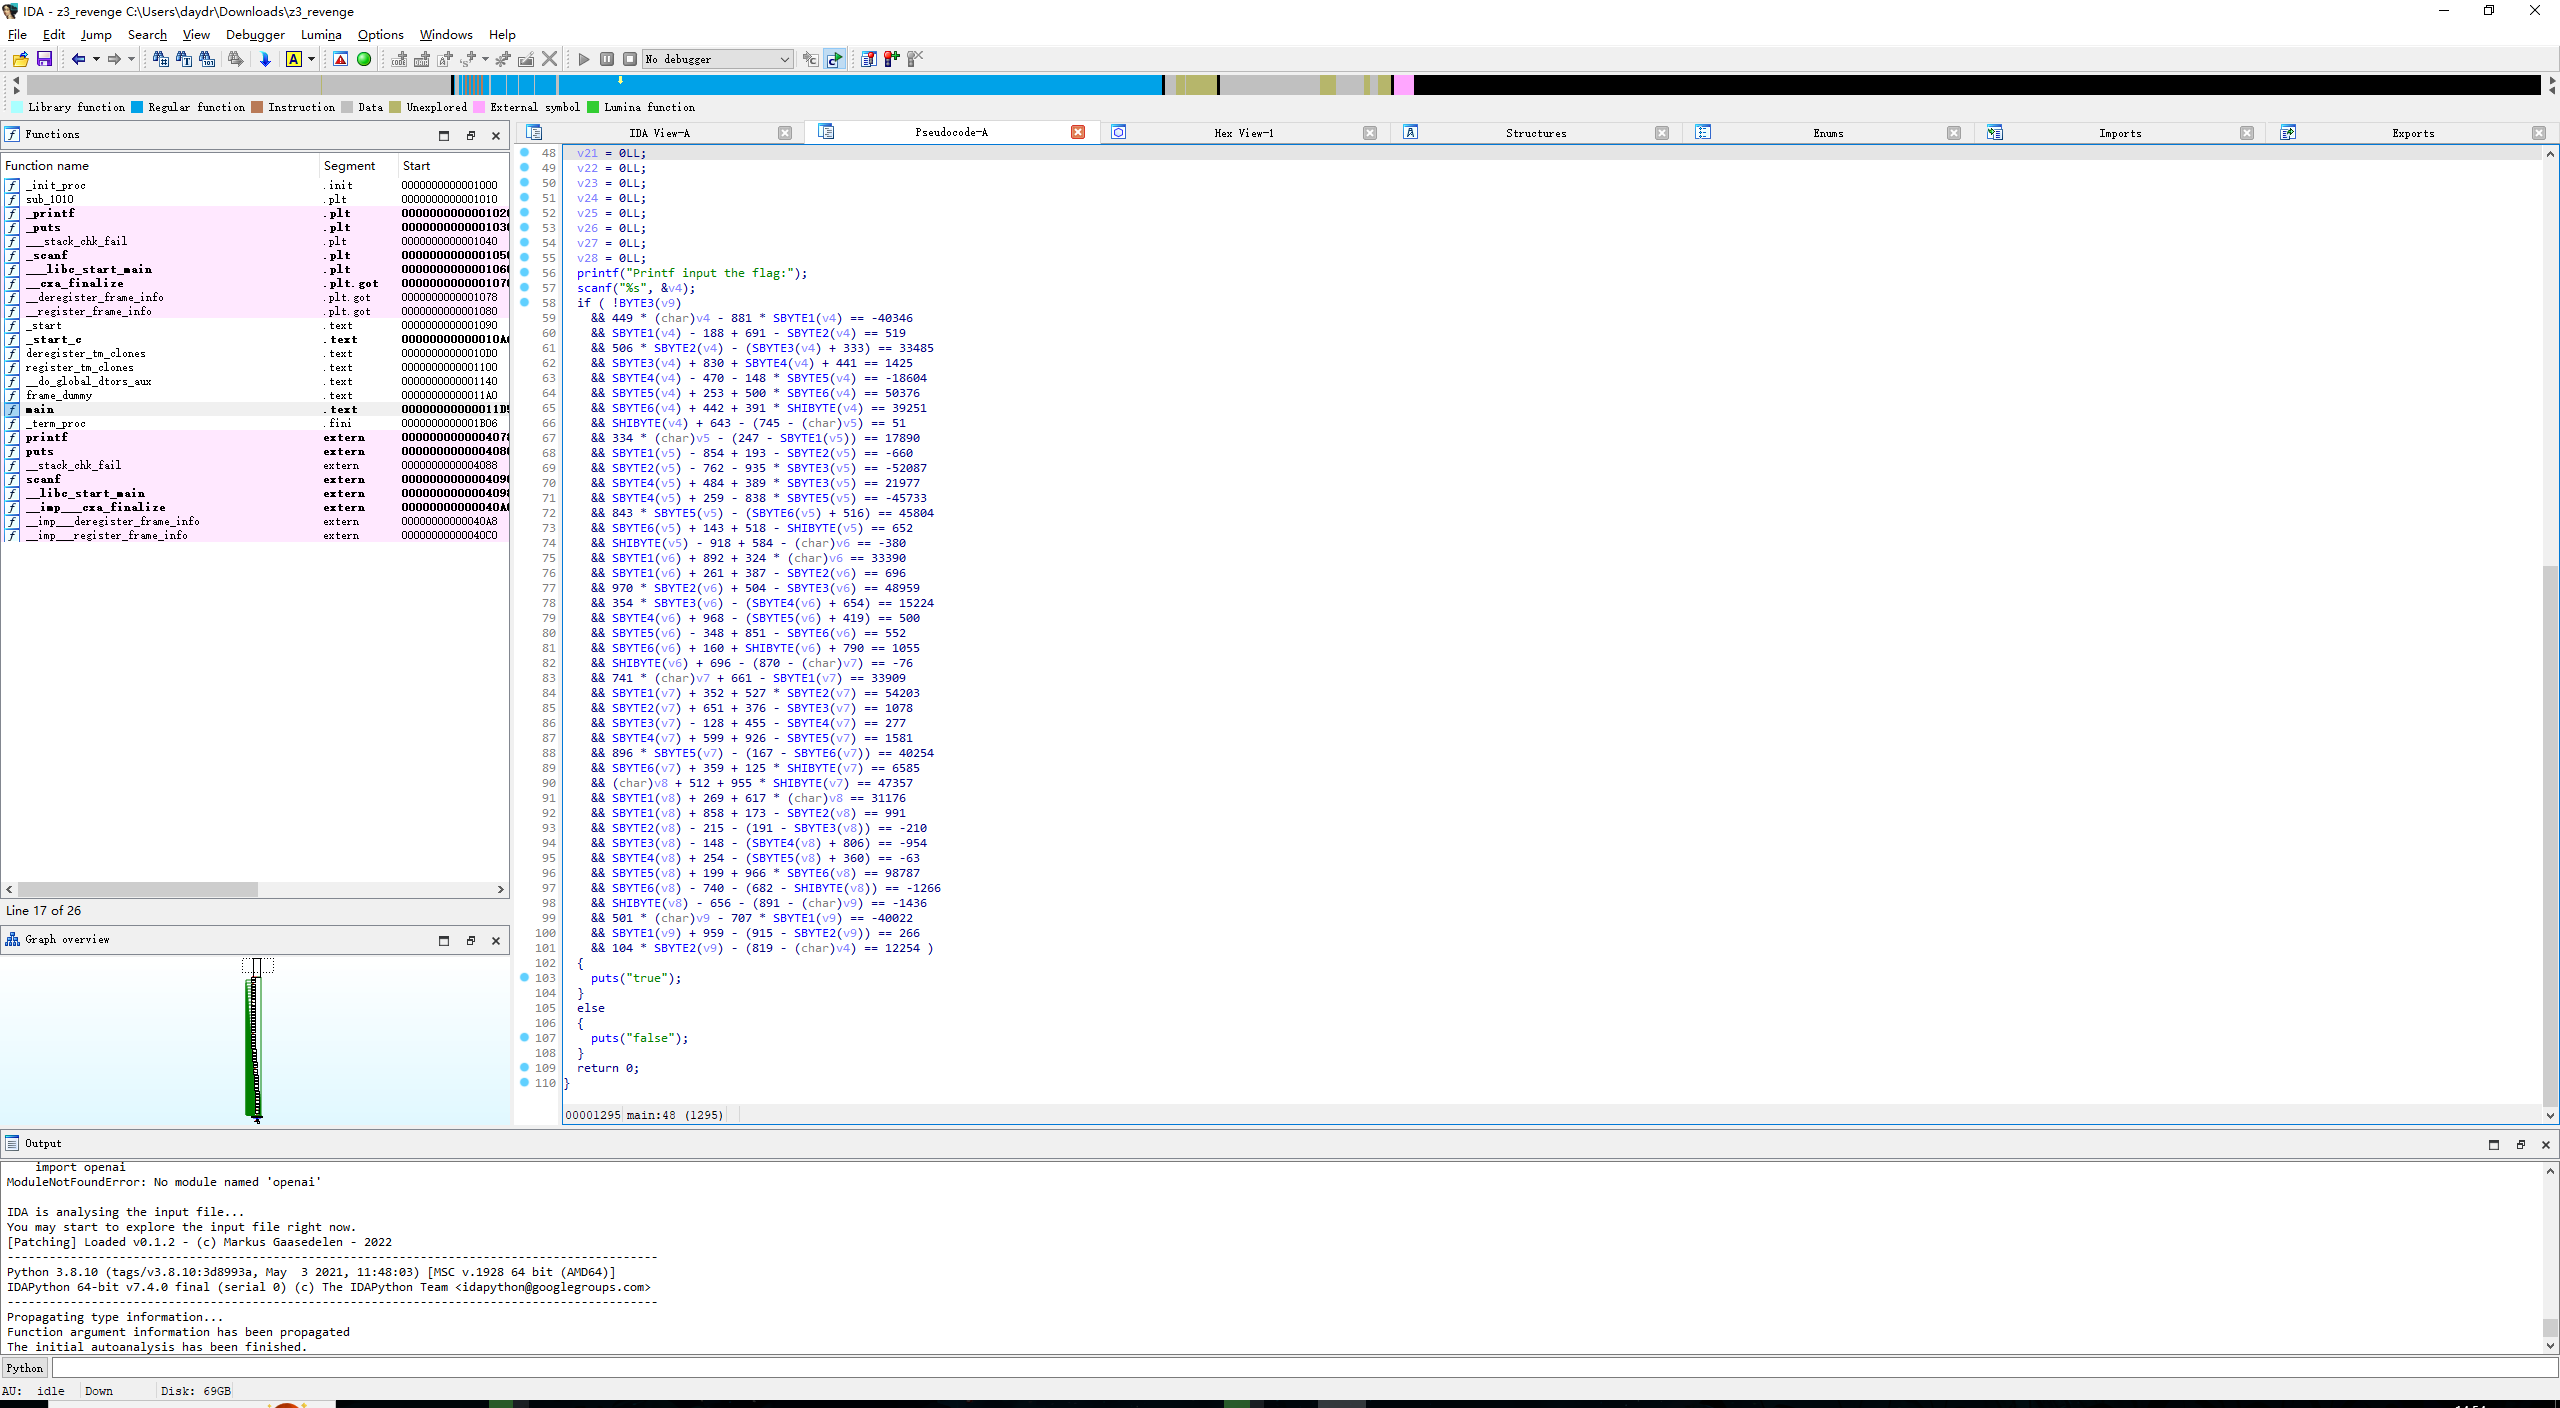 IDA - z3_revenge C:\Users\daydr\Downloads\z3_revenge
File Edit Jump Search View Debugger Lumina Options Windows Help
No debugger
Library function Regular function Instruction Data Unexplored External symbol Lumina function
Functions
Function name Segment Start
_init_proc .init 0000000000001000
sub_1010 .plt 0000000000001010
_printf .plt 000000000000102
_puts .plt 000000000000103
___stack_chk_fail .plt 0000000000001040
_scanf .plt 000000000000105
___libc_start_main .plt 000000000000106
__cxa_finalize .plt.got 000000000000107
__deregister_frame_info .plt.got 0000000000001078
__register_frame_info .plt.got 0000000000001080
_start .text 0000000000001090
_start_c .text 00000000000010A
deregister_tm_clones .text 00000000000010D0
register_tm_clones .text 0000000000001100
__do_global_dtors_aux .text 0000000000001140
frame_dummy .text 00000000000011A0
main .text 00000000000011D
_term_proc .fini 0000000000001B06
printf extern 000000000000407
puts extern 000000000000408
__stack_chk_fail extern 0000000000004088
scanf extern 000000000000409
__libc_start_main extern 000000000000409
__imp___cxa_finalize extern 00000000000040A
__imp___deregister_frame_info extern 00000000000040A8
__imp___register_frame_info extern 00000000000040C0
Line 17 of 26
Graph overview
IDA View-A Pseudocode-A Hex View-1 Structures Enums Imports Exports
48 v21 = 0LL;
49 v22 = 0LL;
50 v23 = 0LL;
51 v24 = 0LL;
52 v25 = 0LL;
53 v26 = 0LL;
54 v27 = 0LL;
55 v28 = 0LL;
56 printf("Printf input the flag:");
57 scanf("%s", &v4);
58 if ( !BYTE3(v9)
59 && 449 * (char)v4 - 881 * SBYTE1(v4) == -40346
60 && SBYTE1(v4) - 188 + 691 - SBYTE2(v4) == 519
61 && 506 * SBYTE2(v4) - (SBYTE3(v4) + 333) == 33485
62 && SBYTE3(v4) + 830 + SBYTE4(v4) + 441 == 1425
63 && SBYTE4(v4) - 470 - 148 * SBYTE5(v4) == -18604
64 && SBYTE5(v4) + 253 + 500 * SBYTE6(v4) == 50376
65 && SBYTE6(v4) + 442 + 391 * SHIBYTE(v4) == 39251
66 && SHIBYTE(v4) + 643 - (745 - (char)v5) == 51
67 && 334 * (char)v5 - (247 - SBYTE1(v5)) == 17890
68 && SBYTE1(v5) - 854 + 193 - SBYTE2(v5) == -660
69 && SBYTE2(v5) - 762 - 935 * SBYTE3(v5) == -52087
70 && SBYTE4(v5) + 484 + 389 * SBYTE3(v5) == 21977
71 && SBYTE4(v5) + 259 - 838 * SBYTE5(v5) == -45733
72 && 843 * SBYTE5(v5) - (SBYTE6(v5) + 516) == 45804
73 && SBYTE6(v5) + 143 + 518 - SHIBYTE(v5) == 652
74 && SHIBYTE(v5) - 918 + 584 - (char)v6 == -380
75 && SBYTE1(v6) + 892 + 324 * (char)v6 == 33390
76 && SBYTE1(v6) + 261 + 387 - SBYTE2(v6) == 696
77 && 970 * SBYTE2(v6) + 504 - SBYTE3(v6) == 48959
78 && 354 * SBYTE3(v6) - (SBYTE4(v6) + 654) == 15224
79 && SBYTE4(v6) + 968 - (SBYTE5(v6) + 419) == 500
80 && SBYTE5(v6) - 348 + 851 - SBYTE6(v6) == 552
81 && SBYTE6(v6) + 160 + SHIBYTE(v6) + 790 == 1055
82 && SHIBYTE(v6) + 696 - (870 - (char)v7) == -76
83 && 741 * (char)v7 + 661 - SBYTE1(v7) == 33909
84 && SBYTE1(v7) + 352 + 527 * SBYTE2(v7) == 54203
85 && SBYTE2(v7) + 651 + 376 - SBYTE3(v7) == 1078
86 && SBYTE3(v7) - 128 + 455 - SBYTE4(v7) == 277
87 && SBYTE4(v7) + 599 + 926 - SBYTE5(v7) == 1581
88 && 896 * SBYTE5(v7) - (167 - SBYTE6(v7)) == 40254
89 && SBYTE6(v7) + 359 + 125 * SHIBYTE(v7) == 6585
90 && (char)v8 + 512 + 955 * SHIBYTE(v7) == 47357
91 && SBYTE1(v8) + 269 + 617 * (char)v8 == 31176
92 && SBYTE1(v8) + 858 + 173 - SBYTE2(v8) == 991
93 && SBYTE2(v8) - 215 - (191 - SBYTE3(v8)) == -210
94 && SBYTE3(v8) - 148 - (SBYTE4(v8) + 806) == -954
95 && SBYTE4(v8) + 254 - (SBYTE5(v8) + 360) == -63
96 && SBYTE5(v8) + 199 + 966 * SBYTE6(v8) == 98787
97 && SBYTE6(v8) - 740 - (682 - SHIBYTE(v8)) == -1266
98 && SHIBYTE(v8) - 656 - (891 - (char)v9) == -1436
99 && 501 * (char)v9 - 707 * SBYTE1(v9) == -40022
100 && SBYTE1(v9) + 959 - (915 - SBYTE2(v9)) == 266
101 && 104 * SBYTE2(v9) - (819 - (char)v4) == 12254 )
102 {
103 puts("true");
104 }
105 else
106 {
107 puts("false");
108 }
109 return 0;
110 }
00001295 main:48 (1295)
Output
import openai
ModuleNotFoundError: No module named 'openai'
IDA is analysing the input file...
You may start to explore the input file right now.
[Patching] Loaded v0.1.2 - (c) Markus Gaasedelen - 2022
Python 3.8.10 (tags/v3.8.10:3d8993a, May  3 2021, 11:48:03) [MSC v.1928 64 bit (AMD64)]
IDAPython 64-bit v7.4.0 final (serial 0) (c) The IDAPython Team <idapython@googlegroups.com>
Propagating type information...
Function argument information has been propagated
The initial autoanalysis has been finished.
Python
AU: idle Down Disk: 69GB